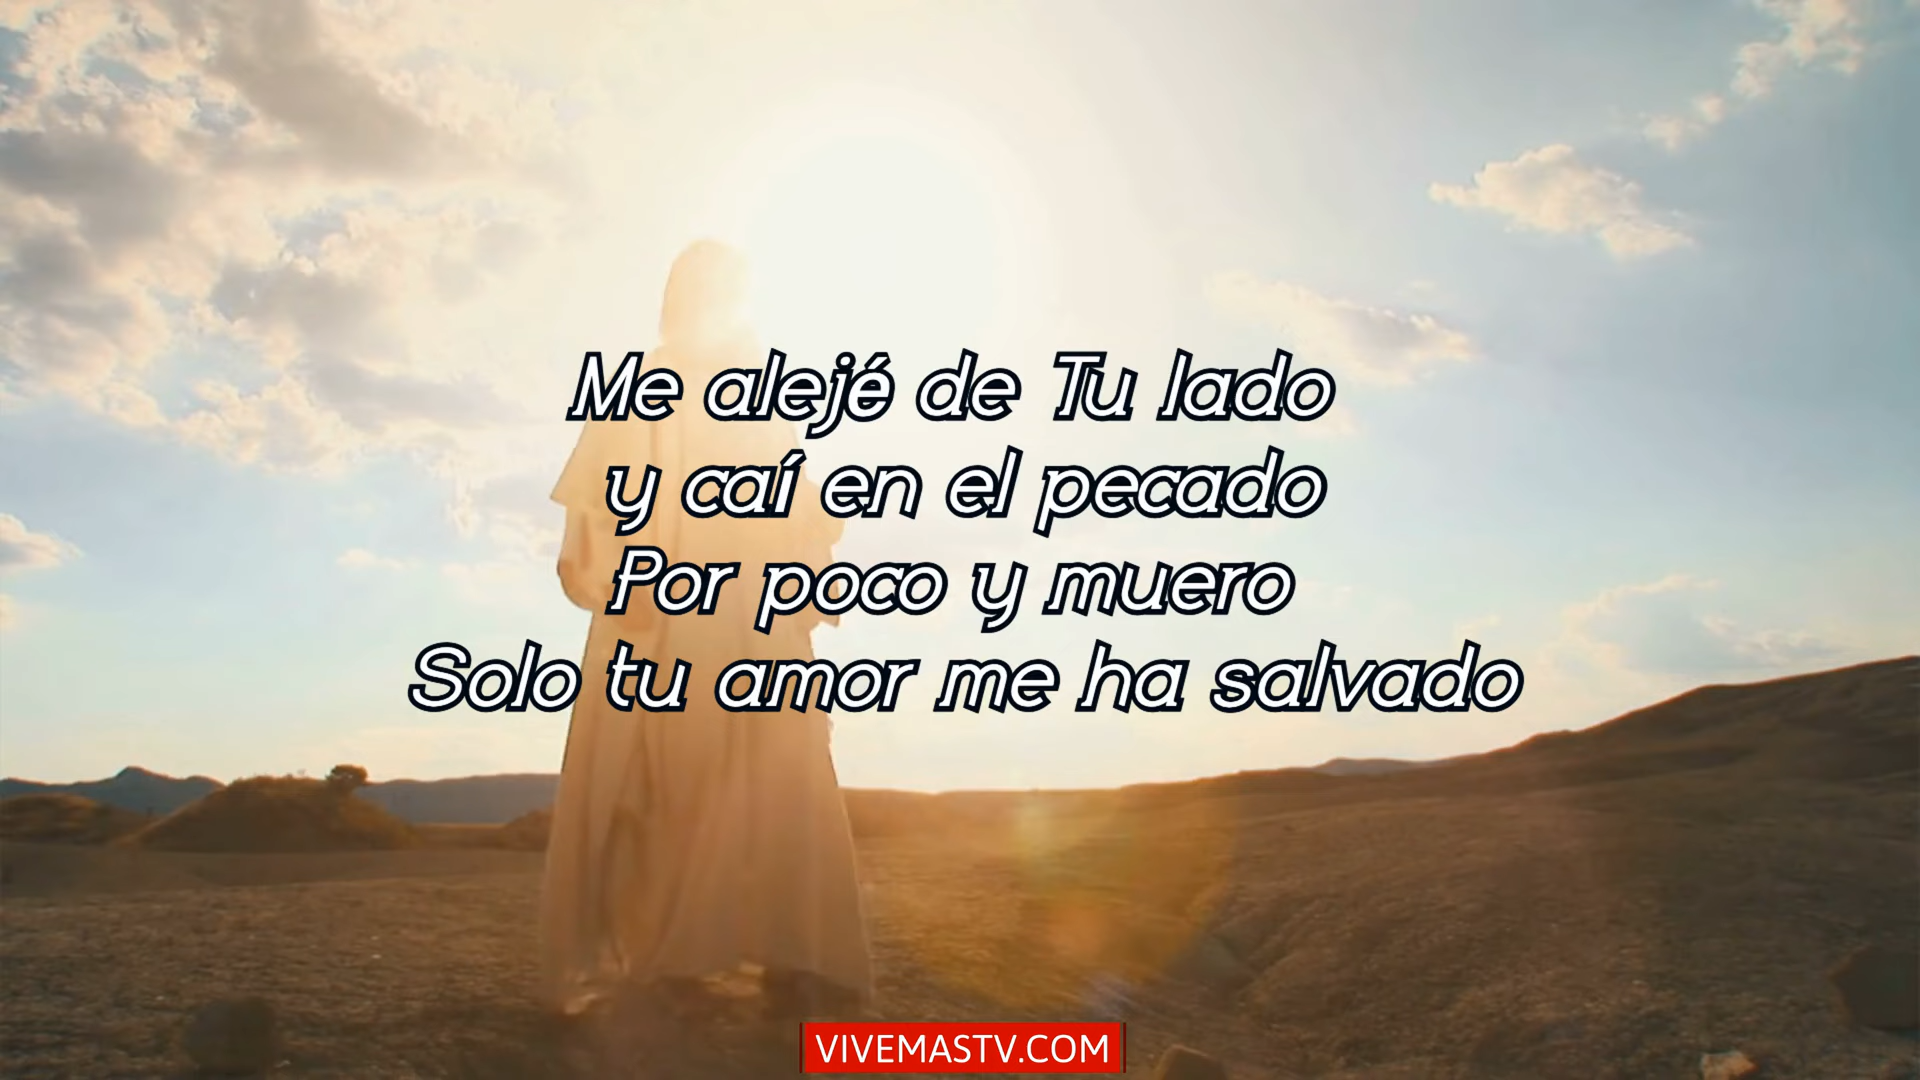 Me alejé de Tu lado
y caí en el pecado
Por poco y muero
Solo tu amor me ha salvado
VIVEMASTV.COM